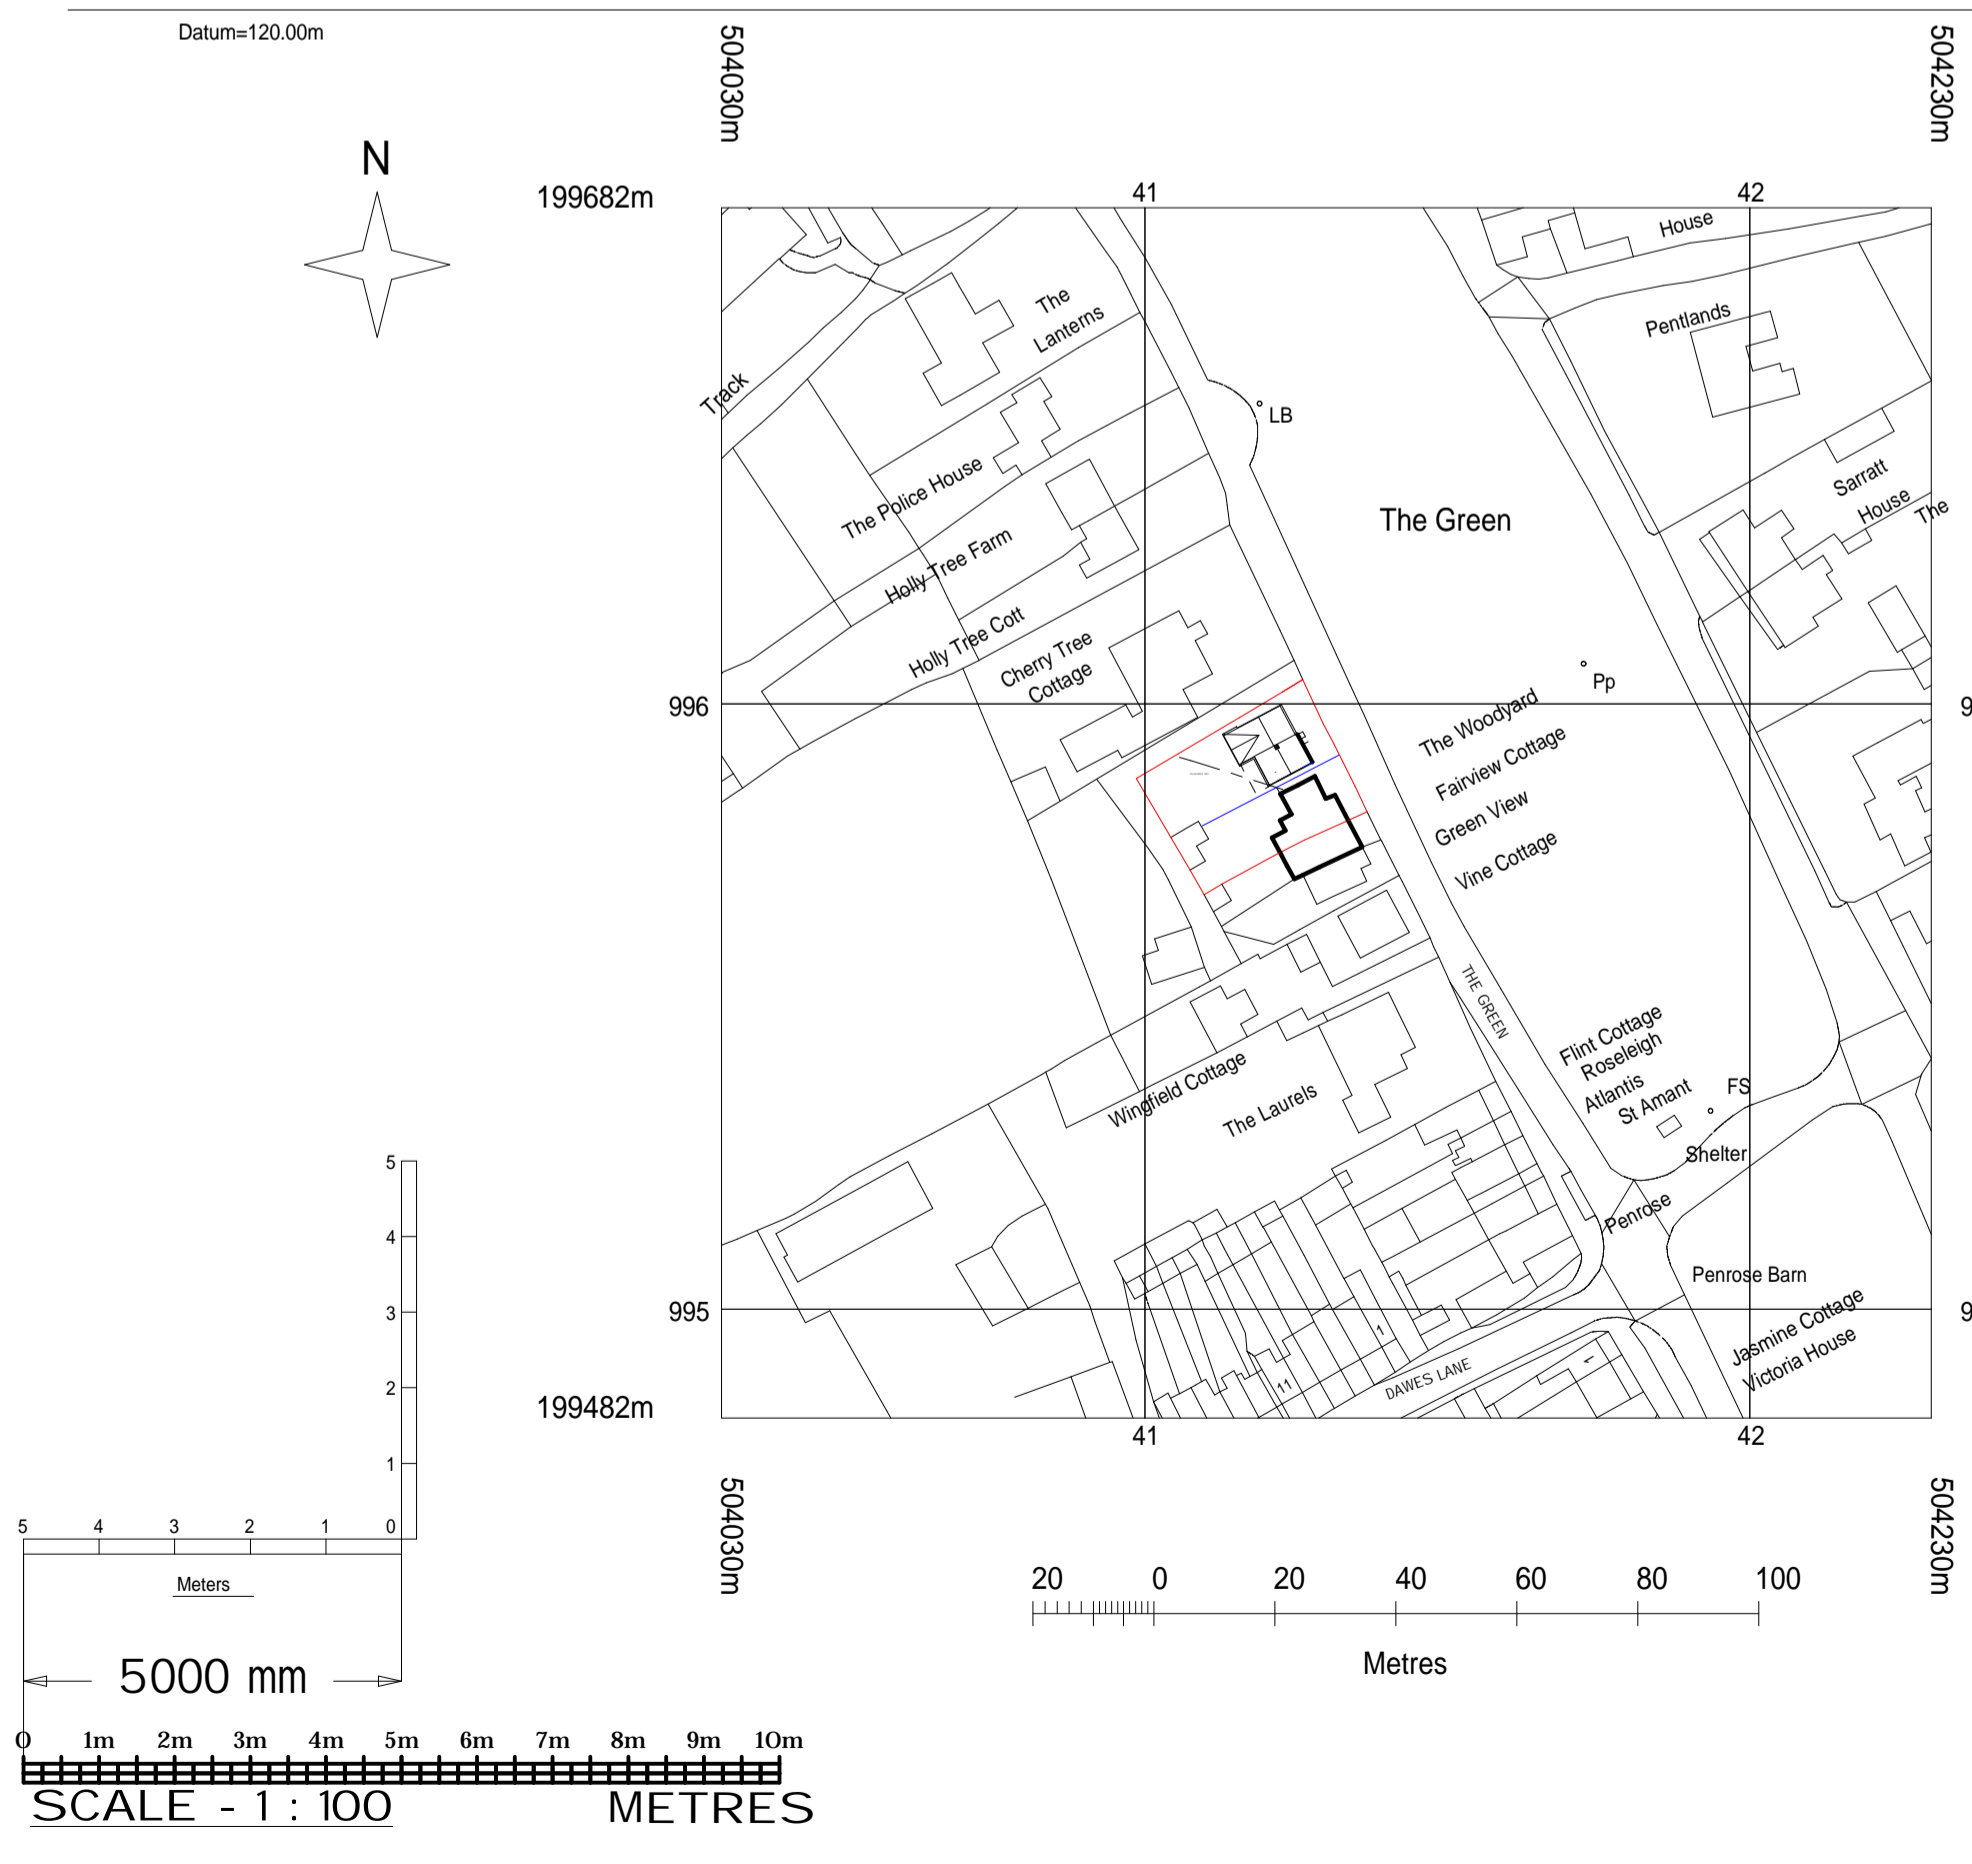 Datum=120.00m
504030m
504230m
N
199682m
41
42
House
The
Lanterns
Pentlands
Track
LB
The Police House
The Green
Sarratt
House
The
Holly Tree Farm
Holly Tree Cott
Cherry Tree
Cottage
Pp
996
9
The Woodyard
Fairview Cottage
Green View
Vine Cottage
THE GREEN
Flint Cottage
Roseleigh
Atlantis
St Amant
FS
Wingfield Cottage
The Laurels
Shelter
Penrose
Penrose Barn
995
9
Jasmine Cottage
Victoria House
1
1
11
DAWES LANE
199482m
41
42
504030m
504230m
5
4
3
2
1
5 4 3 2 1 0
Meters
20 0 20 40 60 80 100
Metres
5000 mm
0 1m 2m 3m 4m 5m 6m 7m 8m 9m 10m
SCALE - 1 : 100 METRES